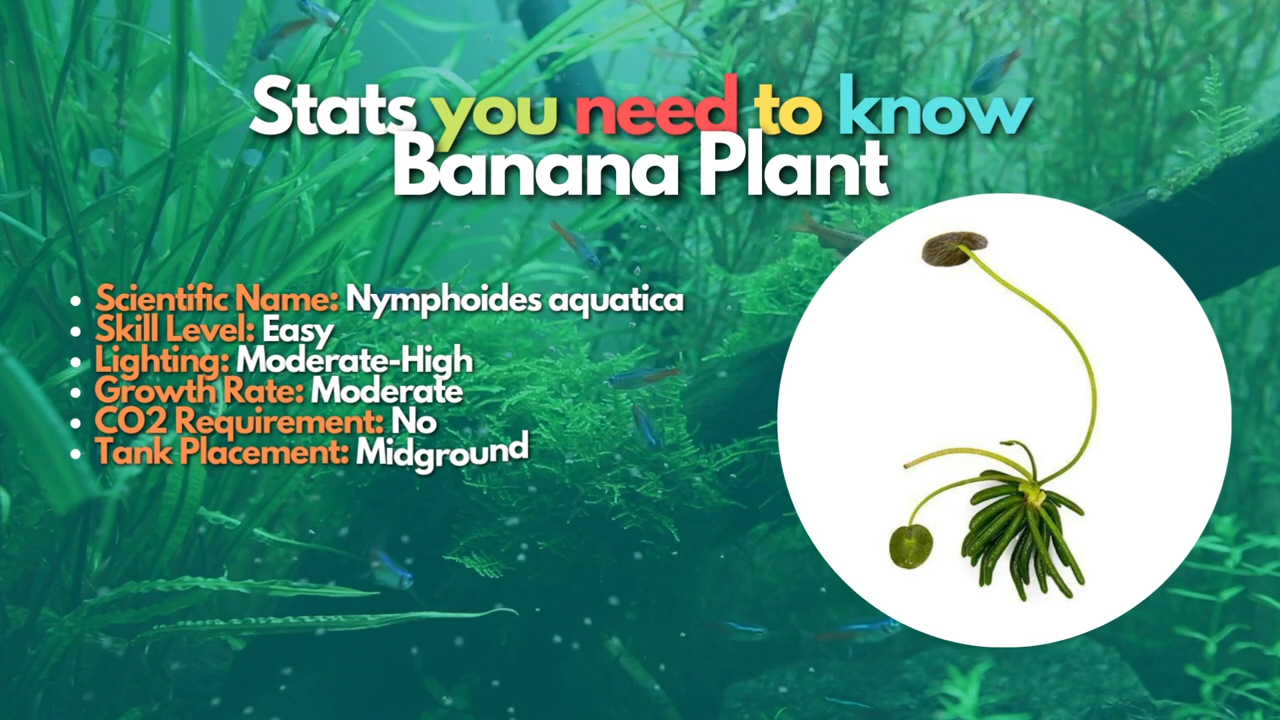 Stats you need to know
Banana Plant
• Scientific Name: Nymphoides aquatica
• Skill Level: Easy
• Lighting: Moderate-High
• Growth Rate: Moderate
• CO2 Requirement: No
• Tank Placement: Midground